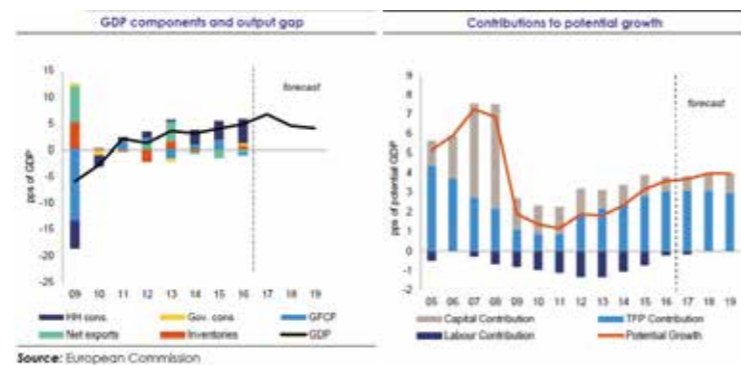 GDP components and output gap
forecast
pps of GDP
15
10
5
0
-5
-10
-15
-20
-25
09 10 11 12 13 14 15 16 17 18 19
HH cons. Gov. cons GFCF
Net exports Inventories GDP
Source: European Commission
Contributions to potential growth
forecast
pps of potential GDP
9
8
7
6
5
4
3
2
1
0
-1
-2
05 06 07 08 09 10 11 12 13 14 15 16 17 18 19
Capital Contribution TFP Contribution
Labour Contribution Potential Growth